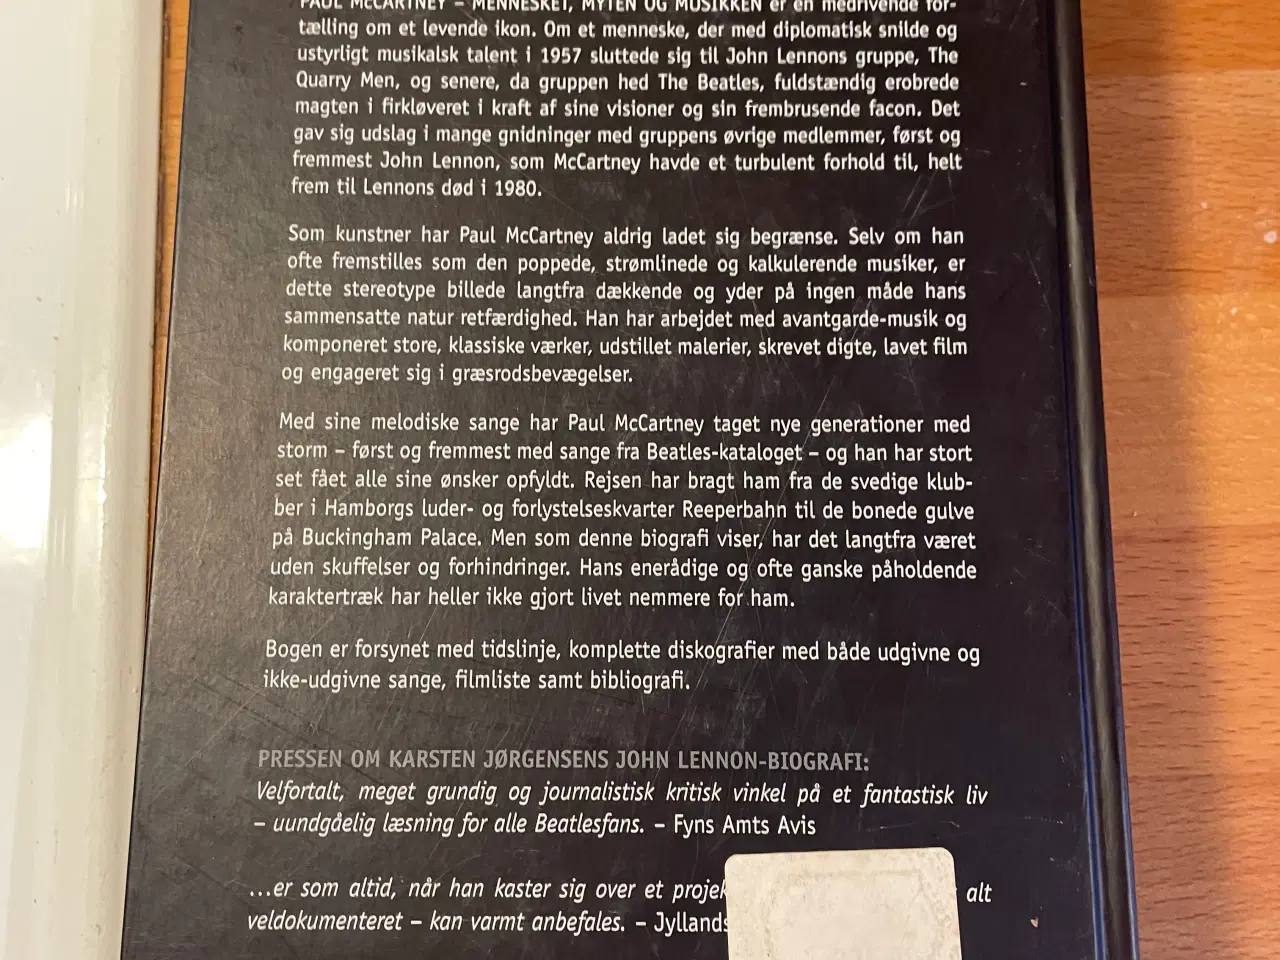 PAUL MCCARTNEY – MENNESKET, MYTEN OG MUSIKKEN er en medrivende for-
tælling om et levende ikon. Om et menneske, der med diplomatisk snilde og
ustyrligt musikalsk talent i 1957 sluttede sig til John Lennons gruppe, The
Quarry Men, og senere, da gruppen hed The Beatles, fuldstændig erobrede
magten i firkløveret i kraft af sine visioner og sin frembrusende facon. Det
gav sig udslag i mange gnidninger med gruppens øvrige medlemmer, først og
fremmest John Lennon, som McCartney havde et turbulent forhold til, helt
frem til Lennons død i 1980.
Som kunstner har Paul McCartney aldrig ladet sig begrænse. Selv om han
ofte fremstilles som den poppede, strømlinede og kalkulerende musiker, er
dette stereotype billede langtfra dækkende og yder på ingen måde hans
sammensatte natur retfærdighed. Han har arbejdet med avantgarde-musik og
komponeret store, klassiske værker, udstillet malerier, skrevet digte, lavet film
og engageret sig i græsrodsbevægelser.
Med sine melodiske sange har Paul McCartney taget nye generationer med
storm – først og fremmest med sange fra Beatles-kataloget – og han har stort
set fået alle sine ønsker opfyldt. Rejsen har bragt ham fra de svedige klub-
ber i Hamborgs luder- og forlystelseskvarter Reeperbahn til de bonede gulve
på Buckingham Palace. Men som denne biografi viser, har det langtfra været
uden skuffelser og forhindringer. Hans enerådige og ofte ganske påholdende
karaktertræk har heller ikke gjort livet nemmere for ham.
Bogen er forsynet med tidslinje, komplette diskografier med både udgivne og
ikke-udgivne sange, filmliste samt bibliografi.
PRESSEN OM KARSTEN JØRGENSENS JOHN LENNON-BIOGRAFI:
Velfortalt, meget grundig og journalistisk kritisk vinkel på et fantastisk liv
– uundgåelig læsning for alle Beatlesfans. – Fyns Amts Avis
...er som altid, når han kaster sig over et projek alt
veldokumenteret – kan varmt anbefales. – Jyllands